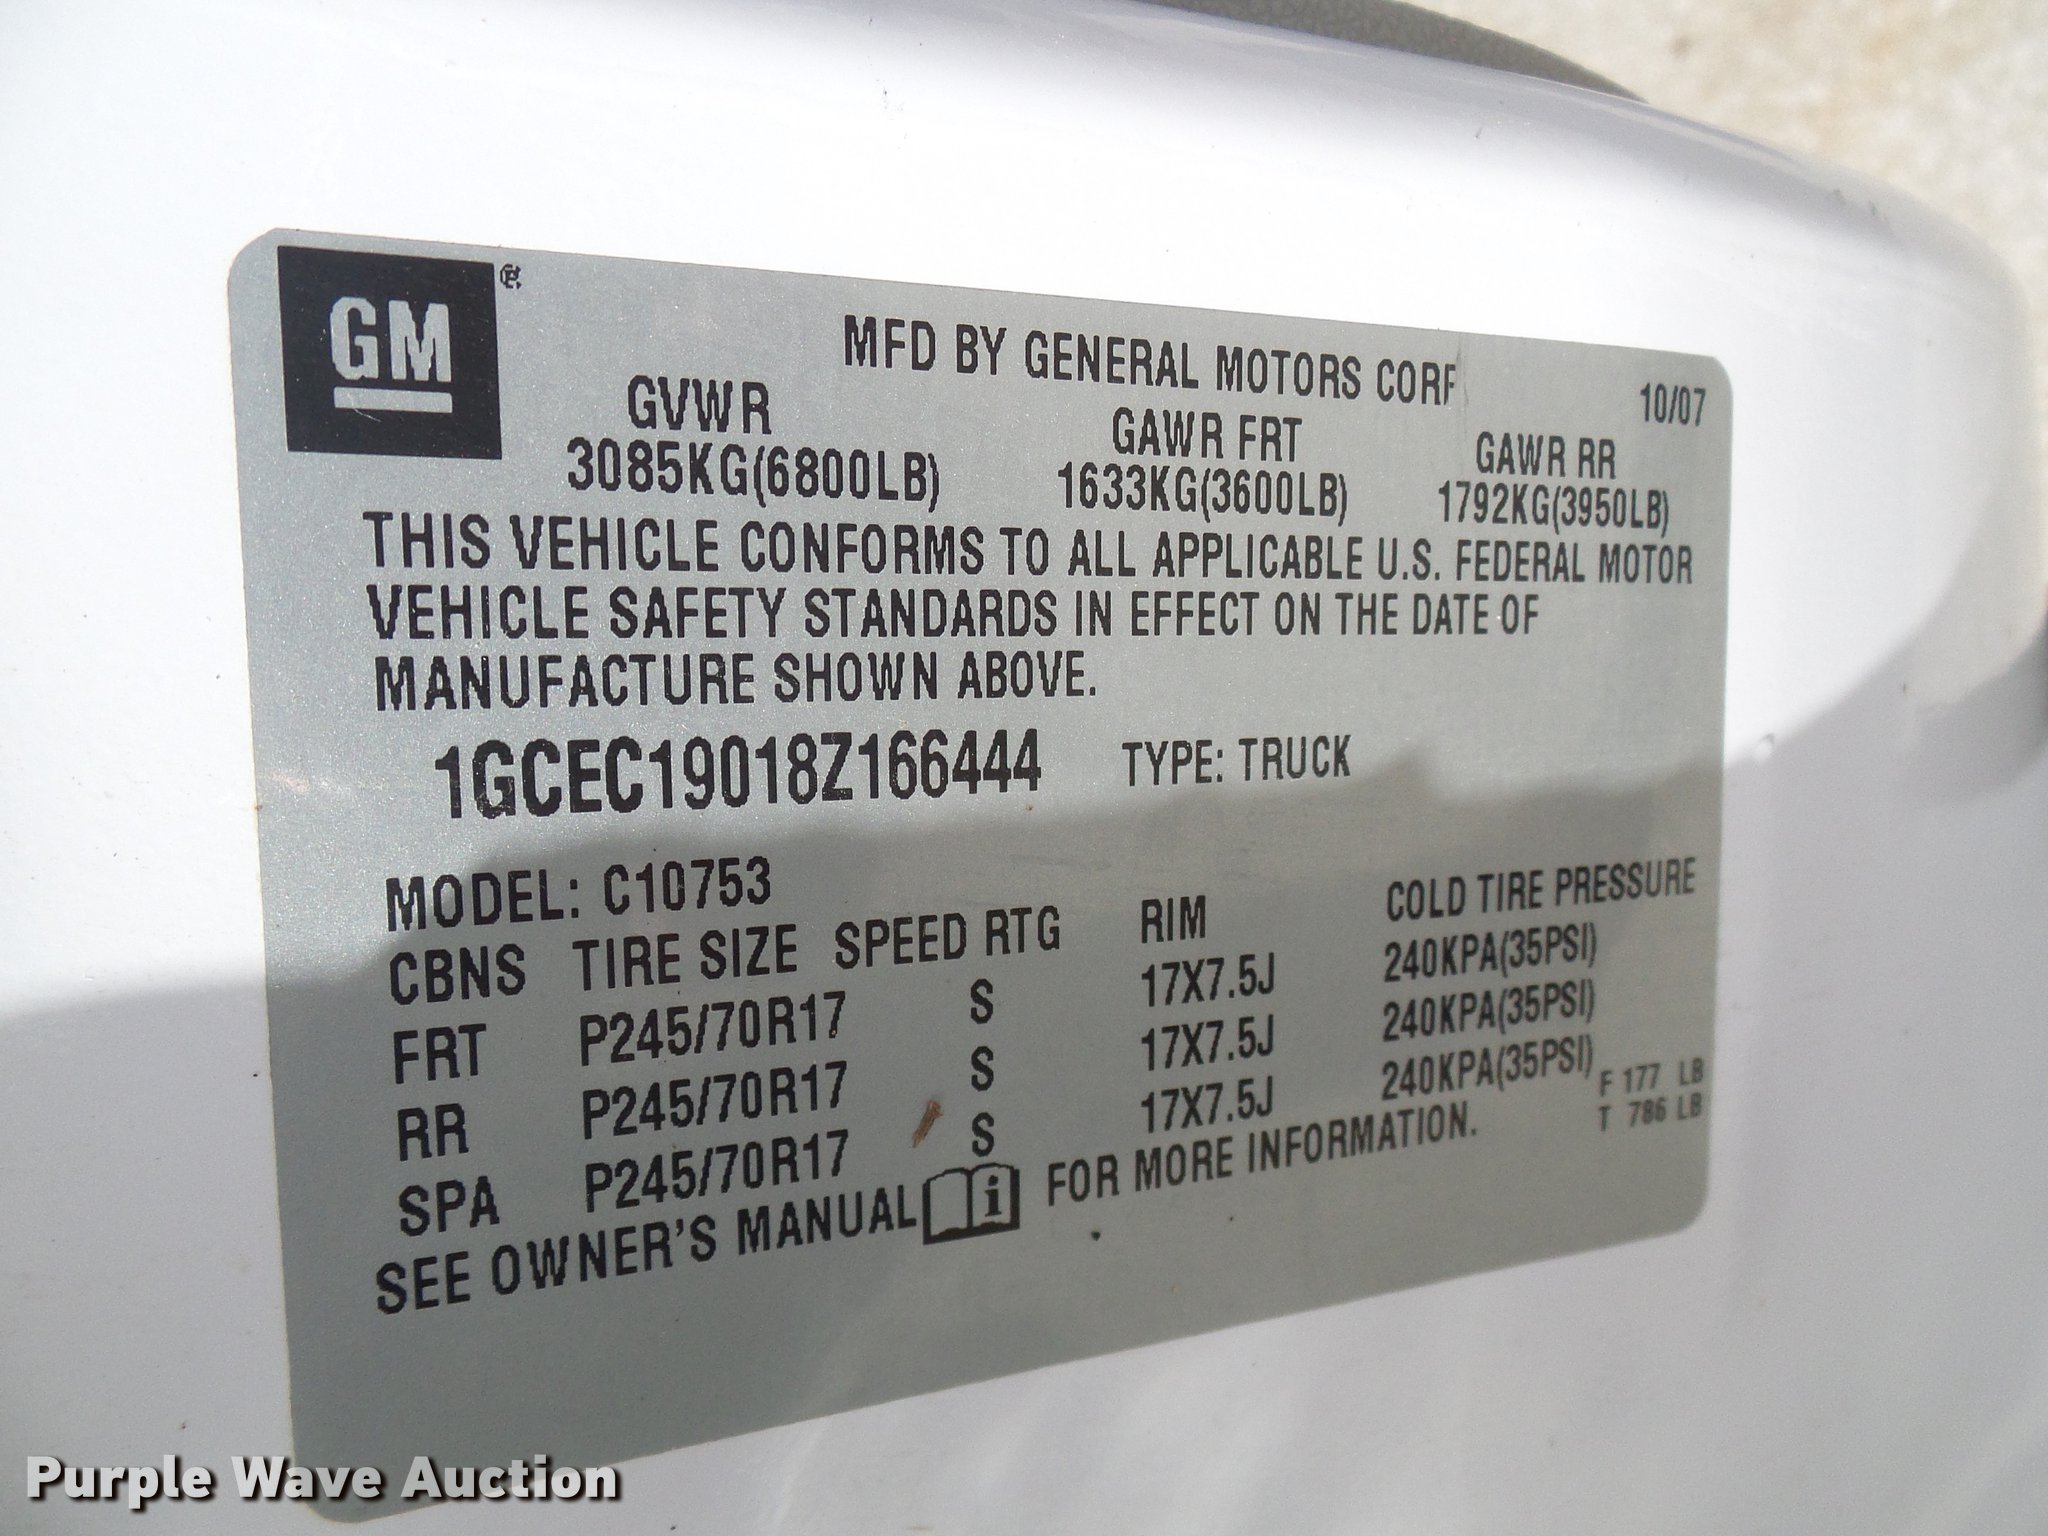 GM
MFD BY GENERAL MOTORS CORP
10/07
GVWR GAWR FRT GAWR RR
3085KG(6800LB) 1633KG(3600LB) 1792KG(3950LB)
THIS VEHICLE CONFORMS TO ALL APPLICABLE U.S. FEDERAL MOTOR
VEHICLE SAFETY STANDARDS IN EFFECT ON THE DATE OF
MANUFACTURE SHOWN ABOVE.
1GCEC19018Z166444 TYPE: TRUCK
MODEL: C10753
CBNS TIRE SIZE SPEED RTG RIM COLD TIRE PRESSURE
FRT P245/70R17 S 17X7.5J 240KPA(35PSI)
RR P245/70R17 S 17X7.5J 240KPA(35PSI)
SPA P245/70R17 S 17X7.5J 240KPA(35PSI)
F 177 LB
T 786 LB
SEE OWNER'S MANUAL i FOR MORE INFORMATION.
Purple Wave Auction